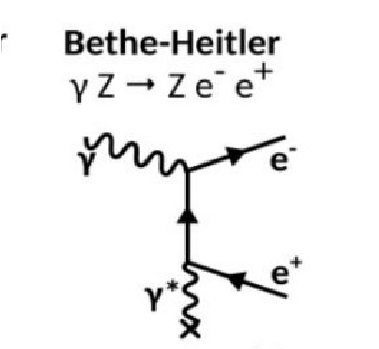 r
Bethe-Heitler
γ Z → Z e⁻ e⁺
γ
e⁻
e⁺
γ*